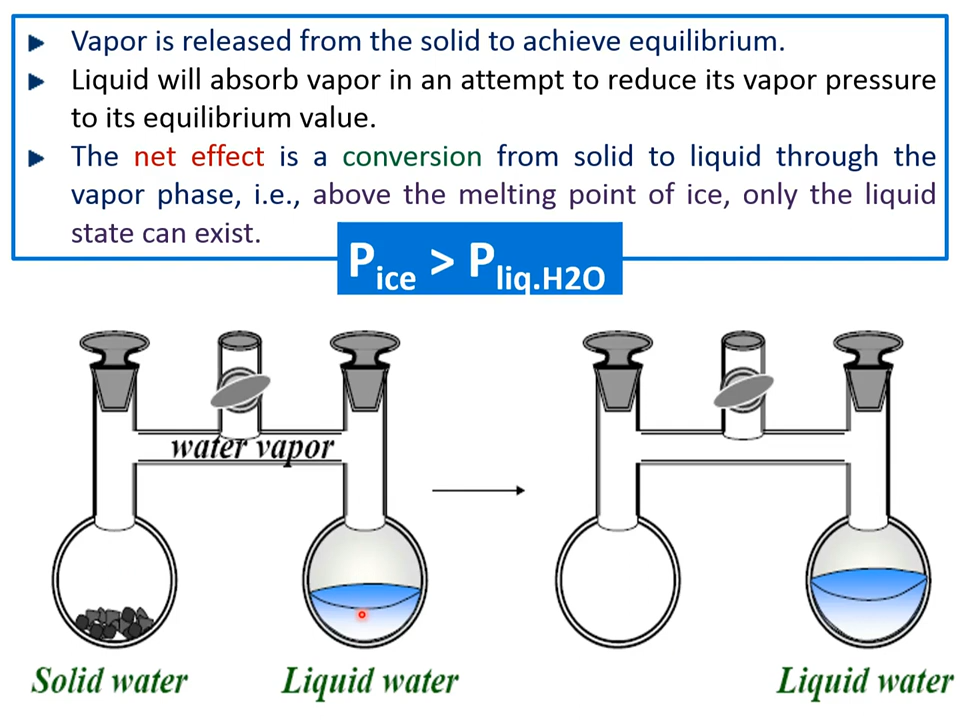 Vapor is released from the solid to achieve equilibrium.
Liquid will absorb vapor in an attempt to reduce its vapor pressure
to its equilibrium value.
The net effect is a conversion from solid to liquid through the
vapor phase, i.e., above the melting point of ice, only the liquid
state can exist.
Pice > Pliq.H2O
water vapor
Solid water
Liquid water
Liquid water